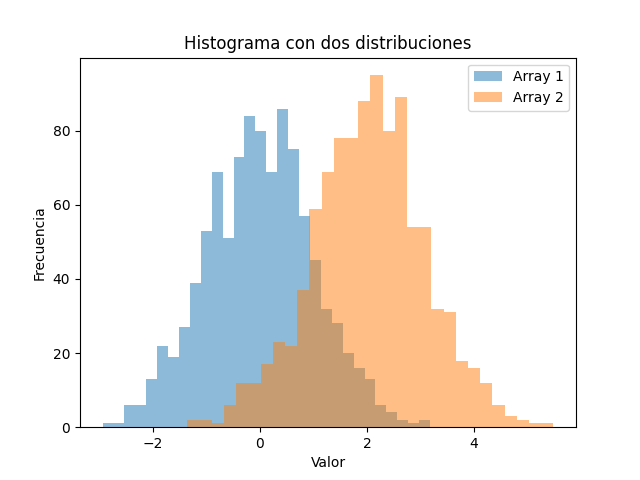 Histograma con dos distribuciones
Array 1
Array 2
Frecuencia
80
60
40
20
0
−2
0
2
4
Valor